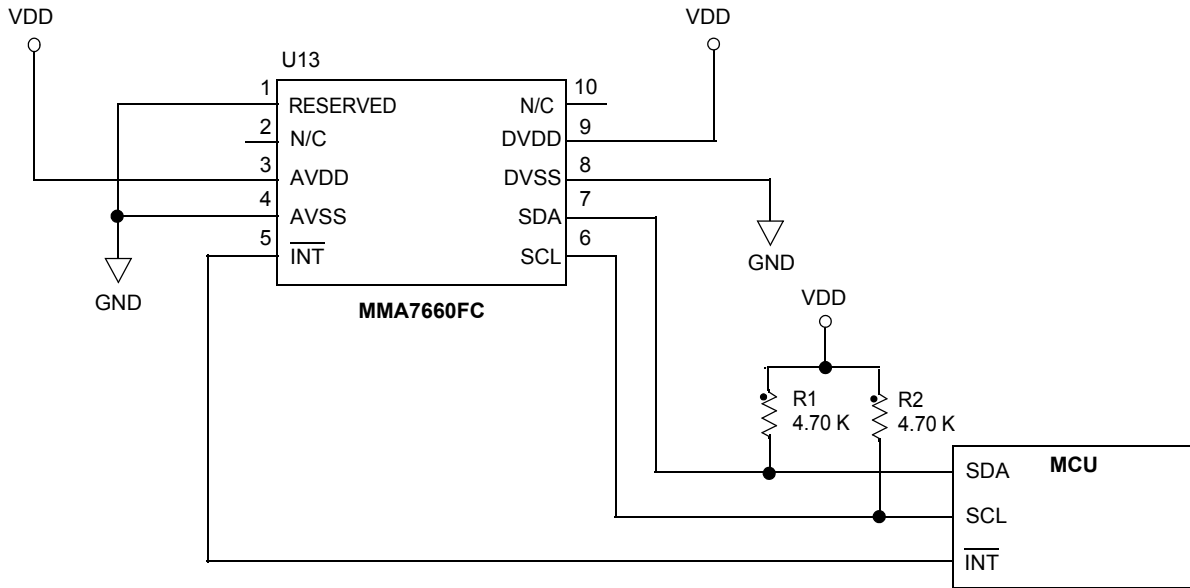 VDD
VDD
U13
1
RESERVED
N/C
10
2
N/C
DVDD
9
3
AVDD
DVSS
8
4
AVSS
SDA
7
5
INT
SCL
6
GND
GND
MMA7660FC
VDD
R1
4.70 K
R2
4.70 K
MCU
SDA
SCL
INT